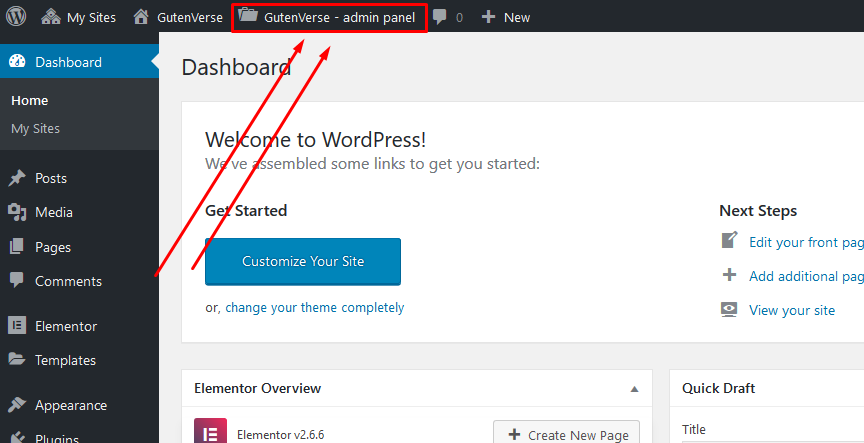 My Sites GutenVerse GutenVerse - admin panel 0 New
Dashboard
Home
My Sites
Posts
Media
Pages
Comments
Elementor
Templates
Appearance
Plugins
Dashboard
Welcome to WordPress!
We've assembled some links to get you started:
Get Started
Customize Your Site
or, change your theme completely
Next Steps
Edit your front pag
Add additional pag
View your site
Elementor Overview
Elementor v2.6.6
Create New Page
Quick Draft
Title